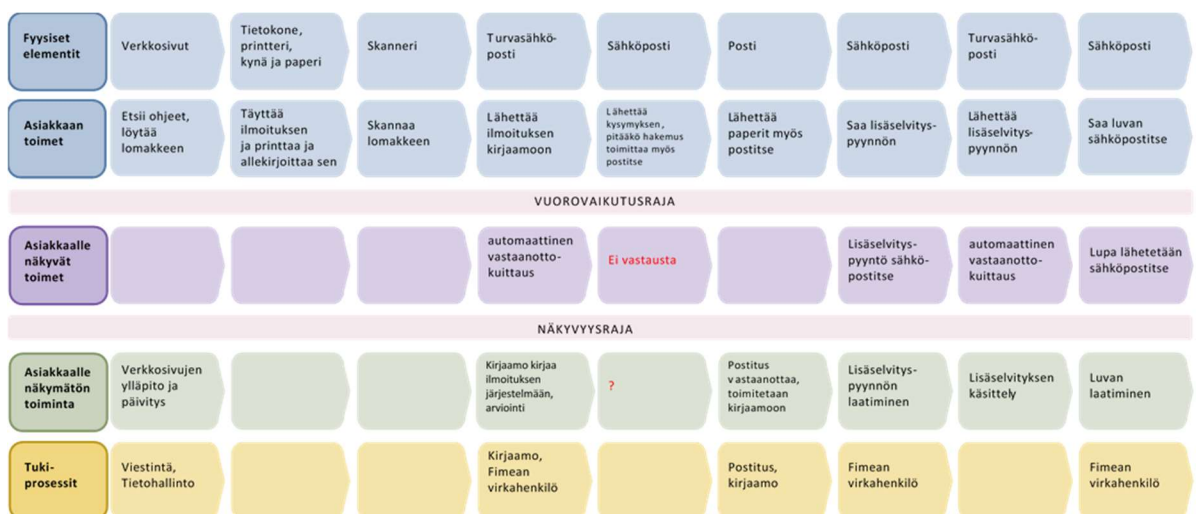 Fyysiset
elementit
Verkkosivut
Tietokone,
printteri,
kynä ja paperi
Skanneri
Turvasähkö-
posti
Sähköposti
Posti
Sähköposti
Turvasähkö-
posti
Sähköposti
Asiakkaan
toimet
Etsii ohjeet,
löytää
lomakkeen
Täyttää
ilmoituksen
ja printtaa ja
allekirjoittaa sen
Skannaa
lomakkeen
Lähettää
ilmoituksen
kirjaamoon
Lähettää
kysymyksen,
pitääkö hakemus
toimittaa myös
postitse
Lähettää
paperit myös
postitse
Saa lisäselvitys-
pyynnön
Lähettää
lisäselvitys-
pyynnön
Saa luvan
sähköpostitse
VUOROVAIKUTUSRAJA
Asiakkaalle
näkyvät
toimet
automaattinen
vastaanotto-
kuittaus
Ei vastausta
Lisäselvitys-
pyyntö sähkö-
postitse
automaattinen
vastaanotto-
kuittaus
Lupa lähetetään
sähköpostitse
NÄKYVYYSRAJA
Asiakkaalle
näkymätön
toiminta
Verkkosivujen
ylläpito ja
päivitys
Kirjaamo kirjaa
ilmoituksen
järjestelmään,
arviointi
?
Postitus
vastaanottaa,
toimitetaan
kirjaamoon
Lisäselvitys-
pyynnön
laatiminen
Lisäselvityksen
käsittely
Luvan
laatiminen
Tuki-
prosessit
Viestintä,
Tietohallinto
Kirjaamo,
Fimean
virkahenkilö
Postitus,
kirjaamo
Fimean
virkahenkilö
Fimean
virkahenkilö